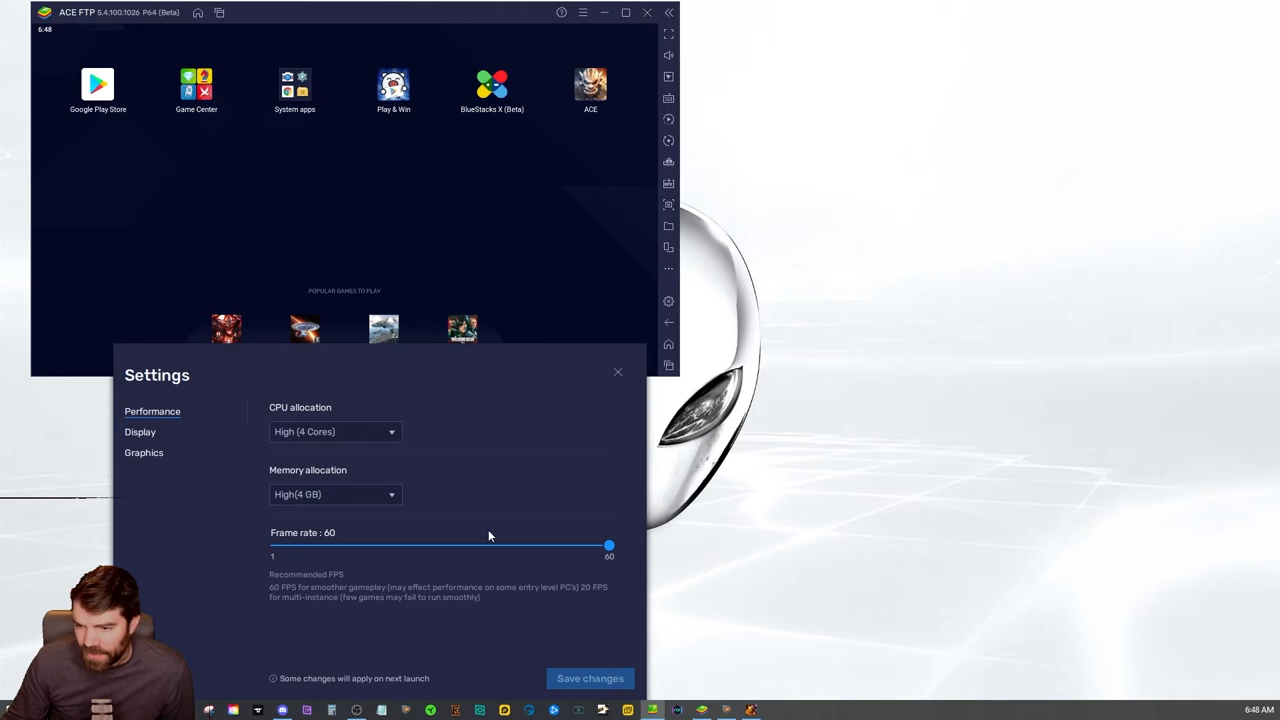 ACE FTP 5.4.100.1026 P64 (Beta)
6:48
Google Play Store
Game Center
System apps
Play & Win
BlueStacks X (Beta)
ACE
POPULAR GAMES TO PLAY
Settings
Performance
Display
Graphics
CPU allocation
High (4 Cores)
Memory allocation
High(4 GB)
Frame rate : 60
1
60
Recommended FPS
60 FPS for smoother gameplay (may effect performance on some entry level PC's) 20 FPS
for multi-instance (few games may fail to run smoothly)
Some changes will apply on next launch
Save changes
6:48 AM